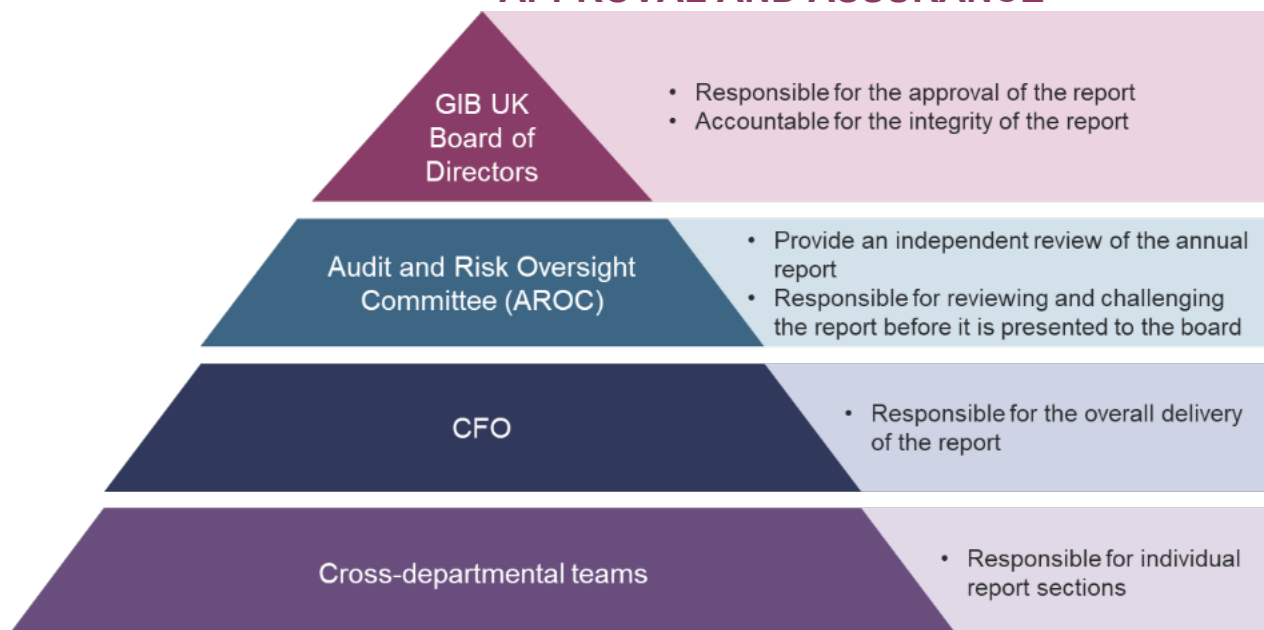 APPROVAL AND ASSURANCE
GIB UK
Board of
Directors
• Responsible for the approval of the report
• Accountable for the integrity of the report
Audit and Risk Oversight
Committee (AROC)
• Provide an independent review of the annual
report
• Responsible for reviewing and challenging
the report before it is presented to the board
CFO
• Responsible for the overall delivery
of the report
Cross-departmental teams
• Responsible for individual
report sections